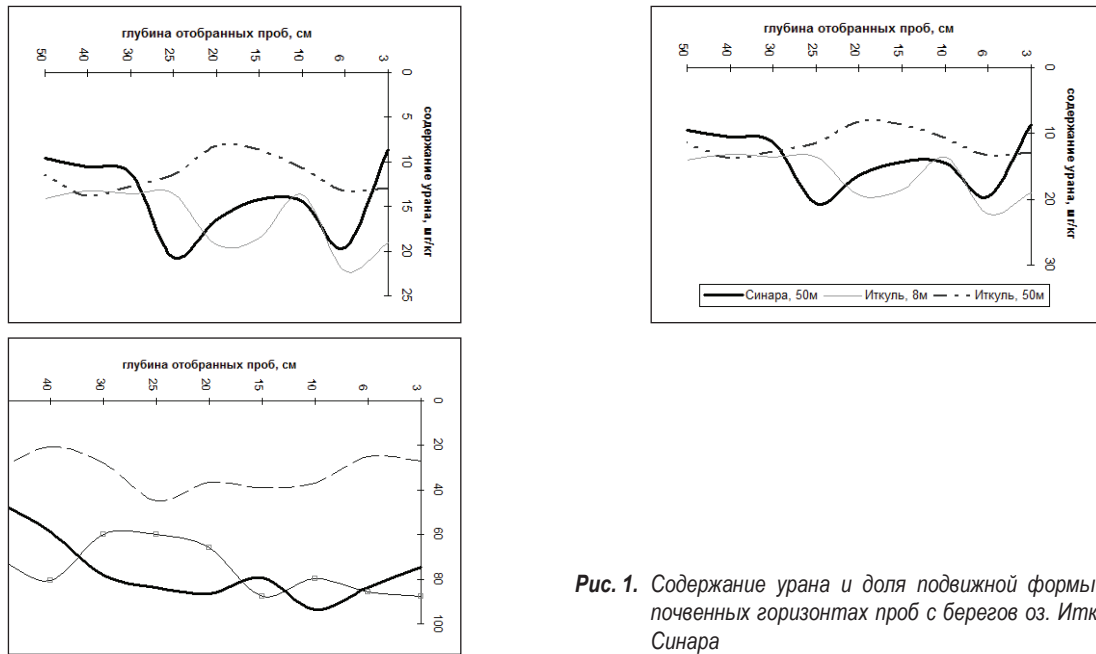 глубина отобранных проб, см
50 40 30 25 20 15 10 6 3
0
5
10
15
20
25
содержание урана, мг/кг
глубина отобранных проб, см
50 40 30 25 20 15 10 6 3
0
10
20
30
содержание урана, мг/кг
Синара, 50м Иткуль, 8м Иткуль, 50м
глубина отобранных проб, см
40 30 25 20 15 10 6 3
0
20
40
60
80
100
Рис. 1. Содержание урана и доля подвижной формы
почвенных горизонтах проб с берегов оз.
Синара